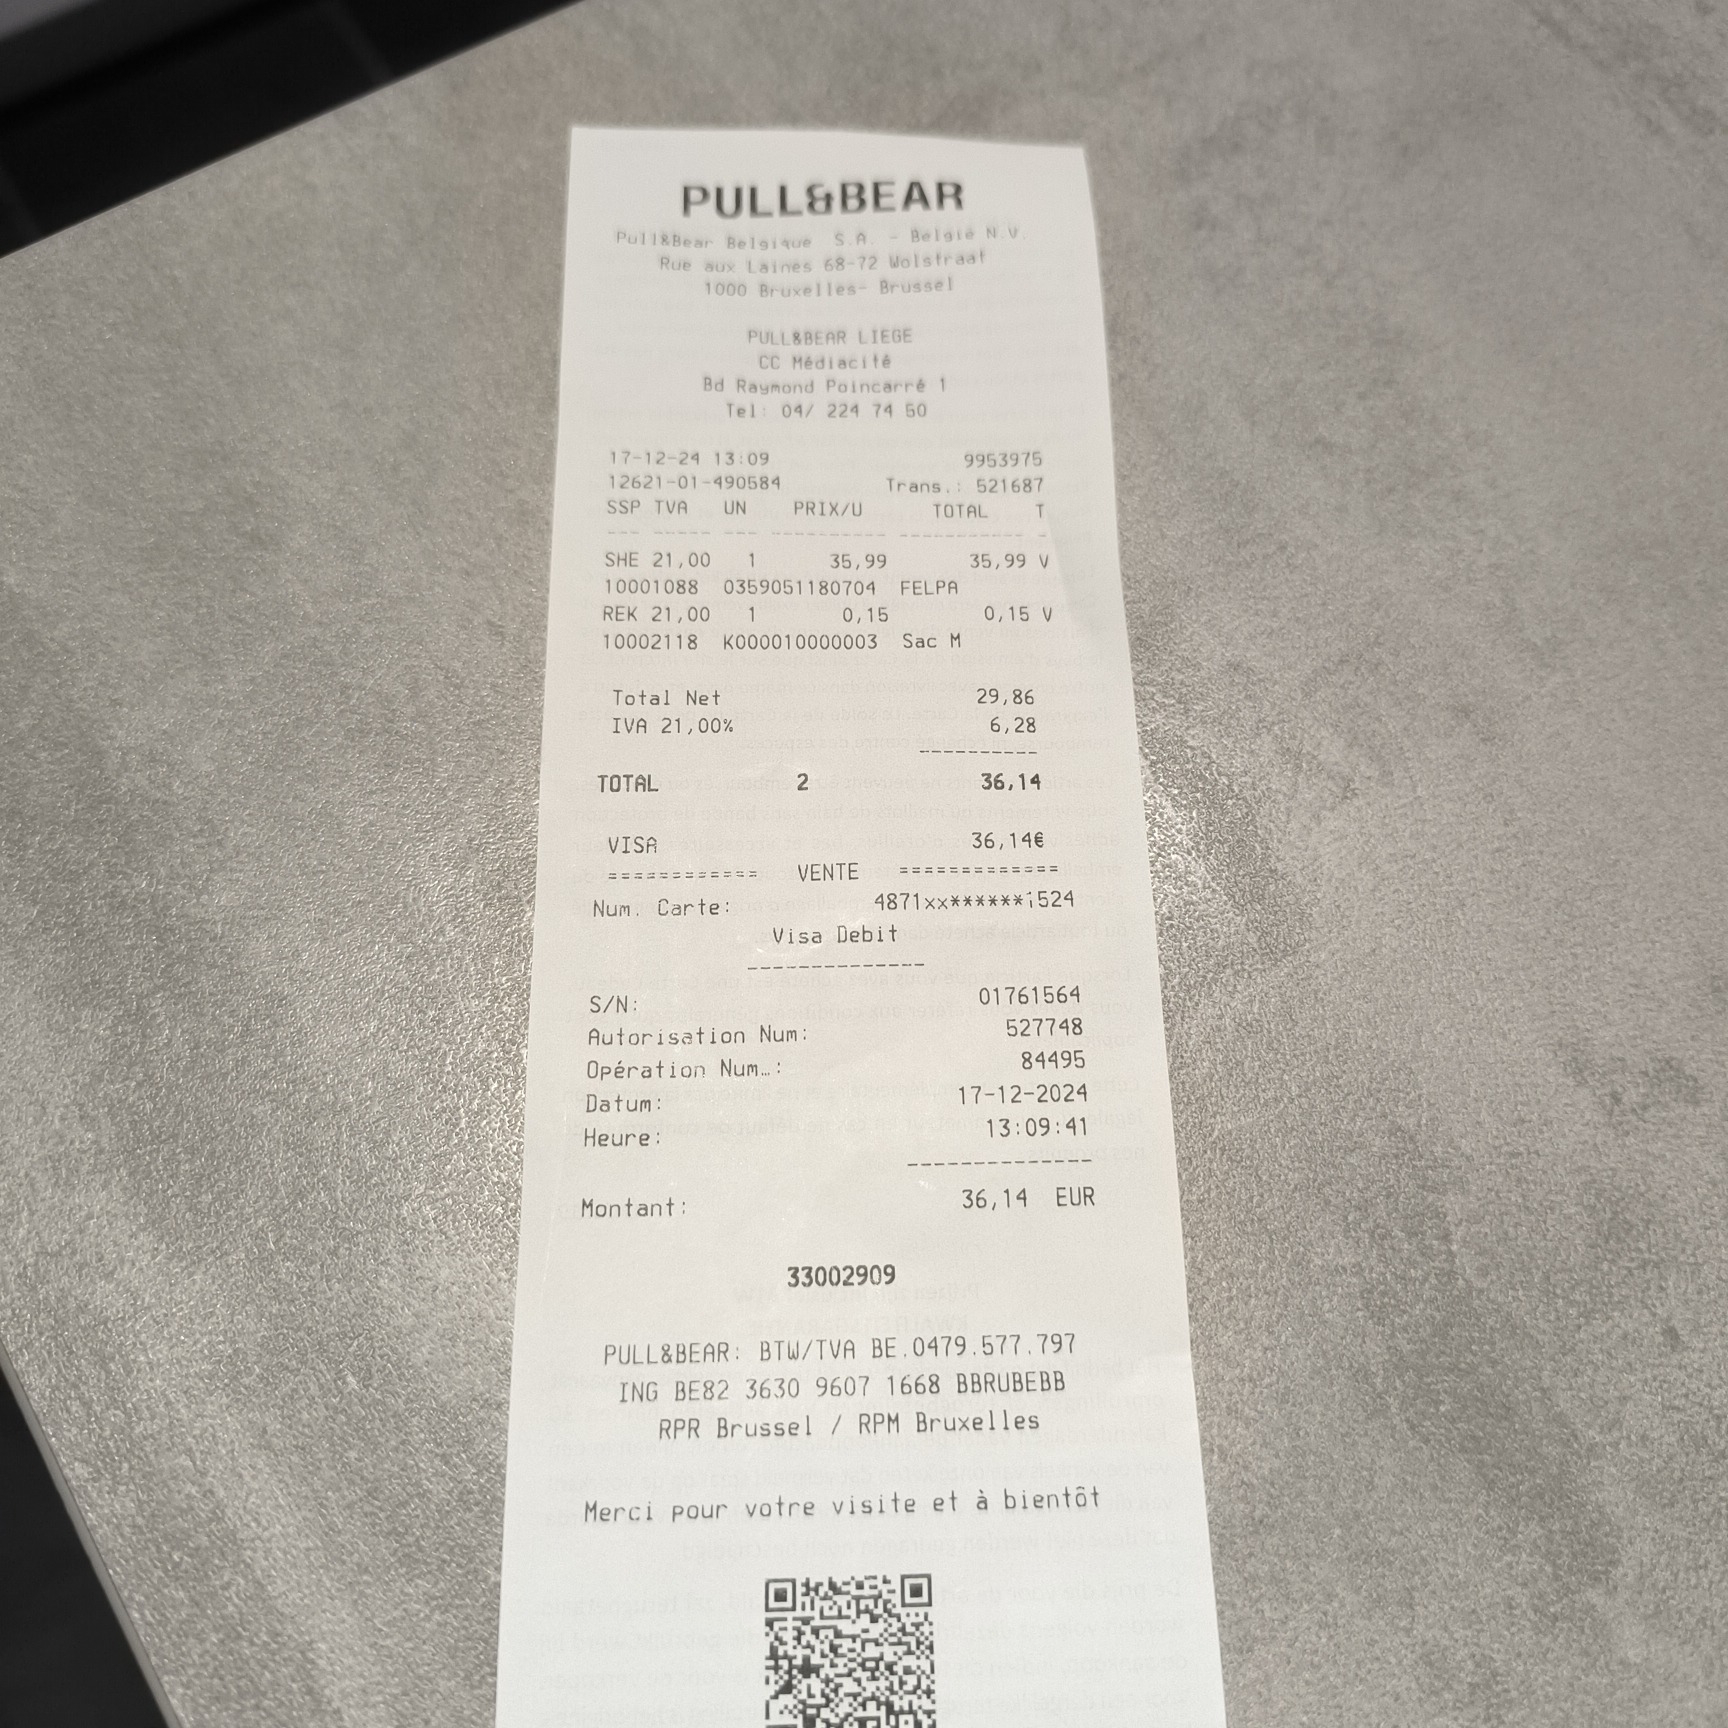 PULL&BEAR
Pull&Bear Belgique S.A. - België N.V.
Rue aux Laines 68-72 Wolstraat
1000 Bruxelles- Brussel
PULL&BEAR LIEGE
CC Médiacité
Bd Raymond Poincarré 1
Tel: 04/ 224 74 50
17-12-24 13:09 9953975
12621-01-490584 Trans.: 521687
SSP TVA UN PRIX/U TOTAL T
--- ----- --- ---------- ----------- -
SHE 21,00 1 35,99 35,99 V
10001088 0359051180704 FELPA
REK 21,00 1 0,15 0,15 V
10002118 K000010000003 Sac M
Total Net 29,86
IVA 21,00% 6,28
----------
TOTAL 2 36,14
VISA 36,14€
============ VENTE =============
Num. Carte: 4871xx******i524
Visa Debit
--------------
S/N: 01761564
Autorisation Num: 527748
Opération Num…: 84495
Datum: 17-12-2024
Heure: 13:09:41
--------------
Montant: 36,14 EUR
33002909
PULL&BEAR: BTW/TVA BE.0479.577.797
ING BE82 3630 9607 1668 BBRUBEBB
RPR Brussel / RPM Bruxelles
Merci pour votre visite et à bientôt